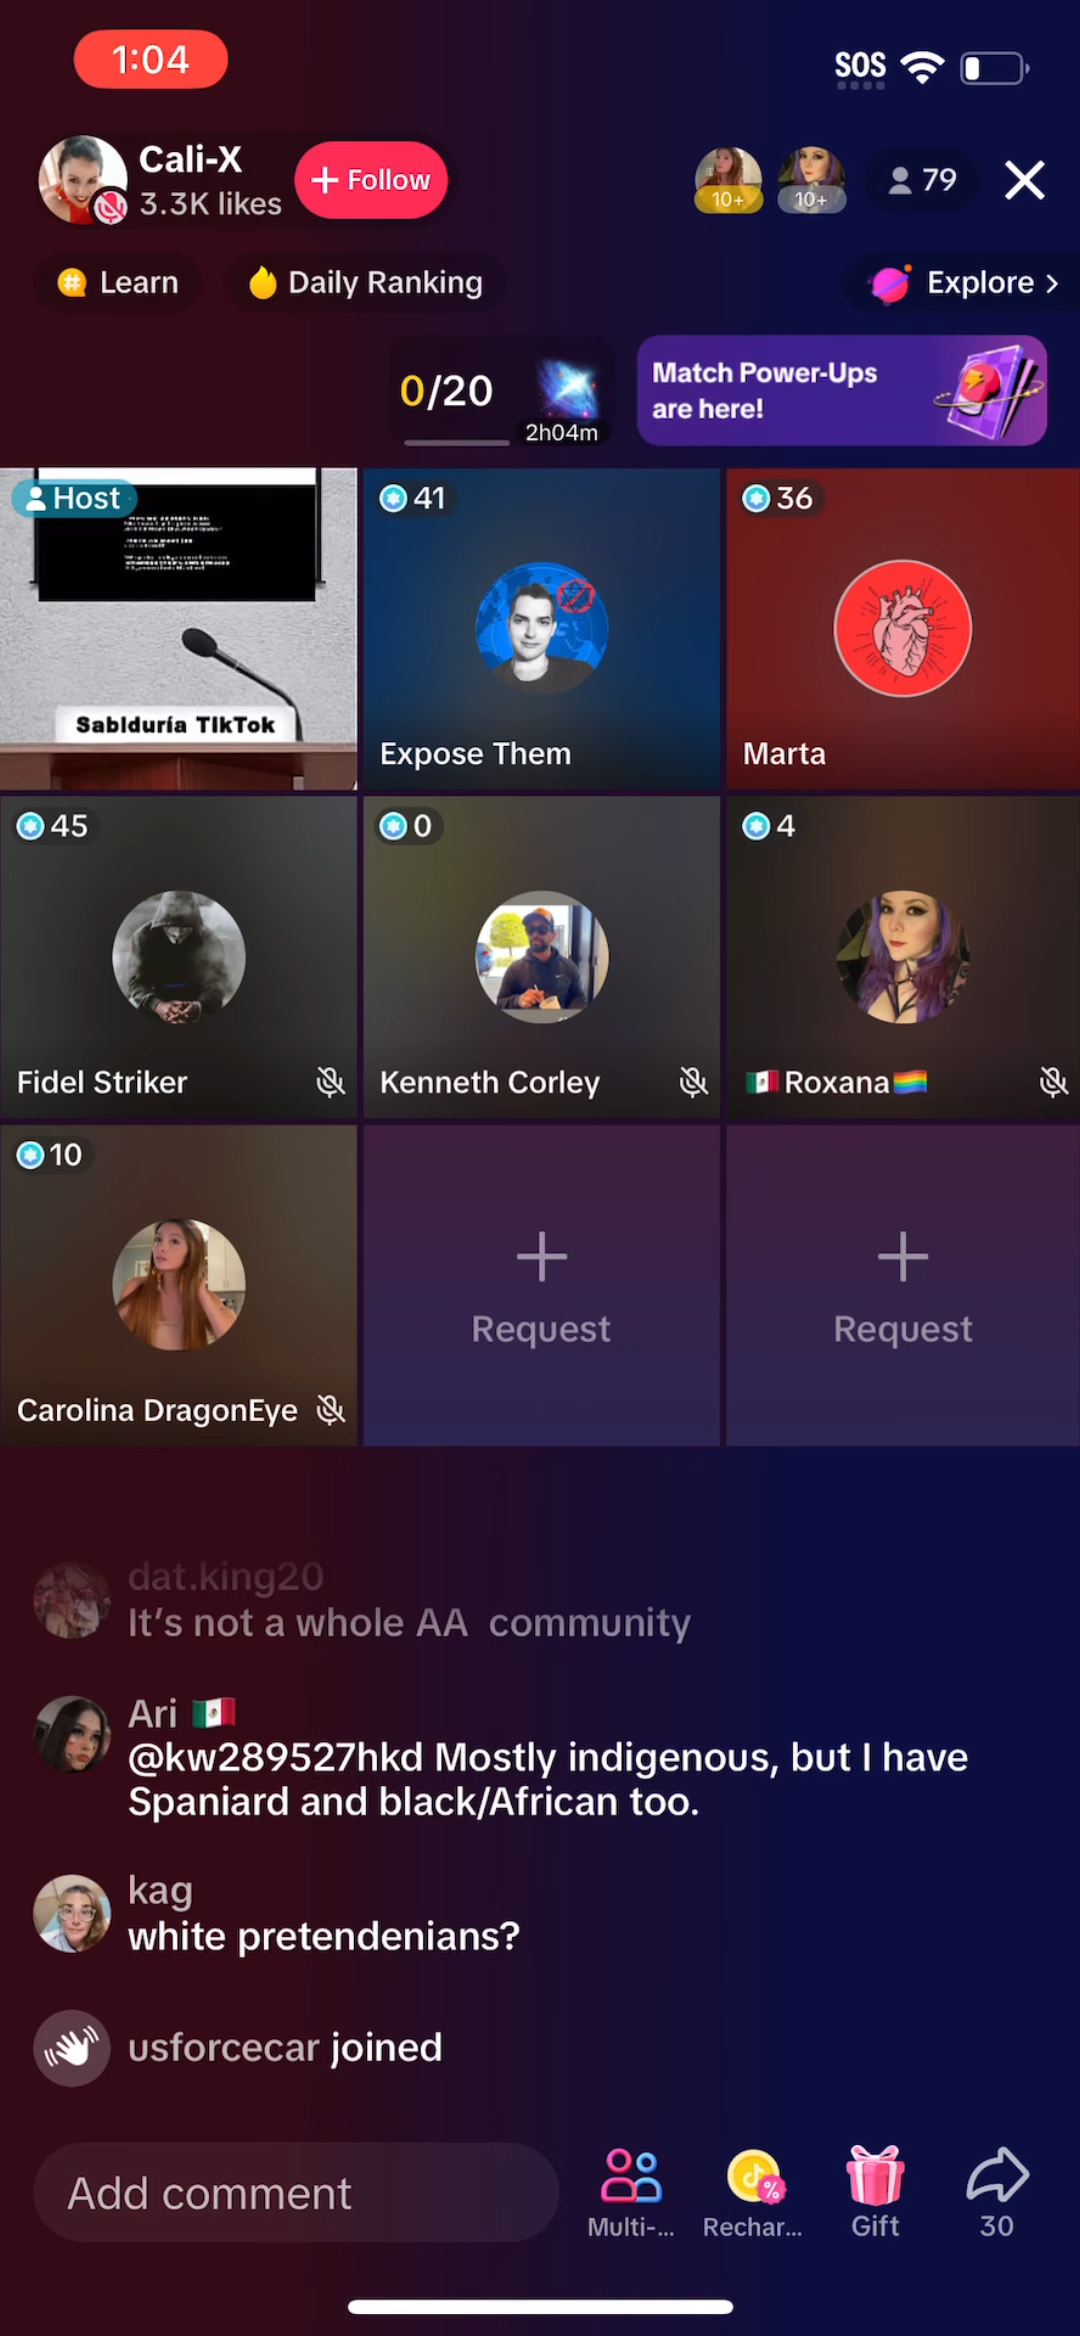 1:04
SOS
Cali-X
3.3K likes
+ Follow
10+
10+
79
Learn
Daily Ranking
Explore >
0/20
2h04m
Match Power-Ups
are here!
Host
Sabiduría TikTok
41
Expose Them
36
Marta
45
Fidel Striker
0
Kenneth Corley
4
🇲🇽Roxana🏳️‍🌈
10
Carolina DragonEye
Request
Request
dat.king20
It’s not a whole AA  community
Ari 🇲🇽
@kw289527hkd Mostly indigenous, but I have
Spaniard and black/African too.
kag
white pretendenians?
usforcecar joined
Add comment
Multi-...
Rechar...
Gift
30